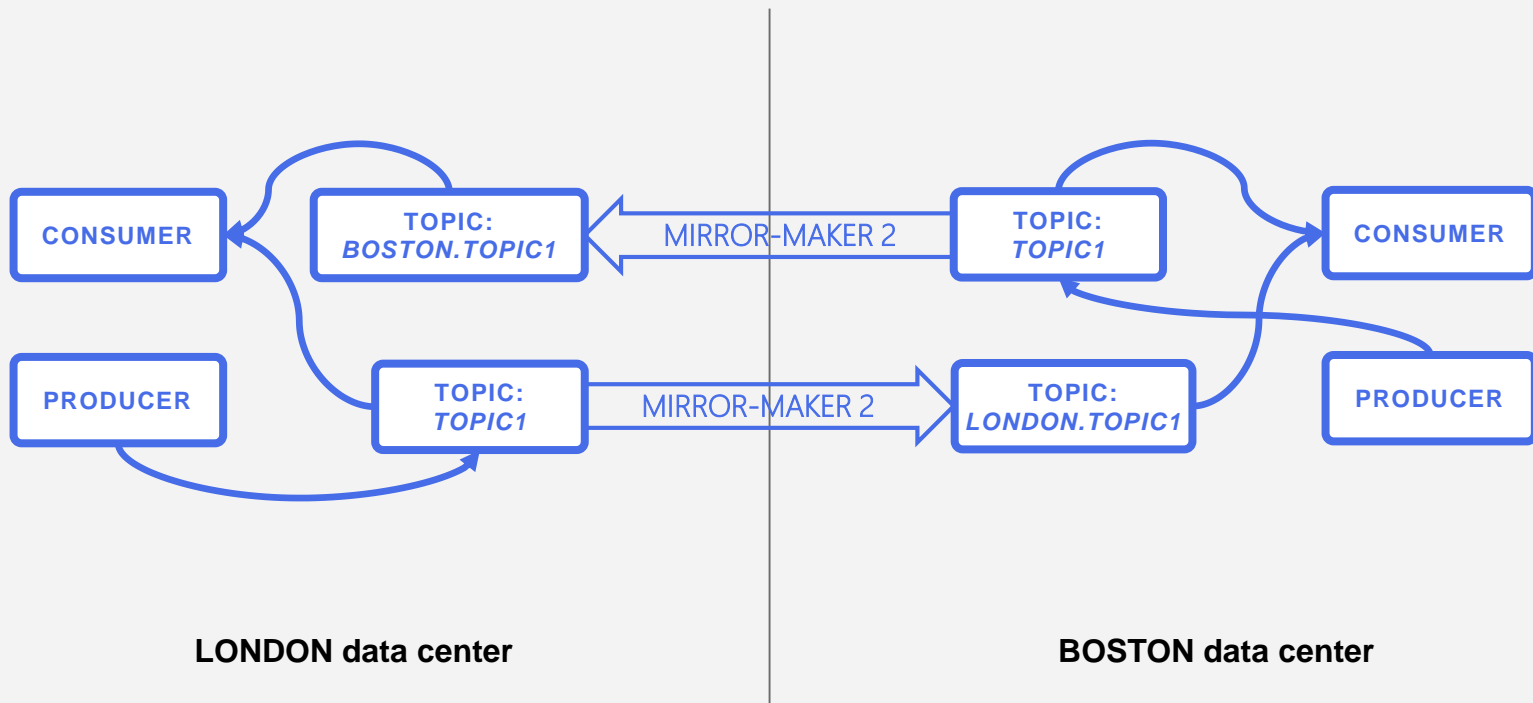 CONSUMER
TOPIC:
BOSTON.TOPIC1
MIRROR-MAKER 2
TOPIC:
TOPIC1
CONSUMER
PRODUCER
TOPIC:
TOPIC1
MIRROR-MAKER 2
TOPIC:
LONDON.TOPIC1
PRODUCER
LONDON data center
BOSTON data center